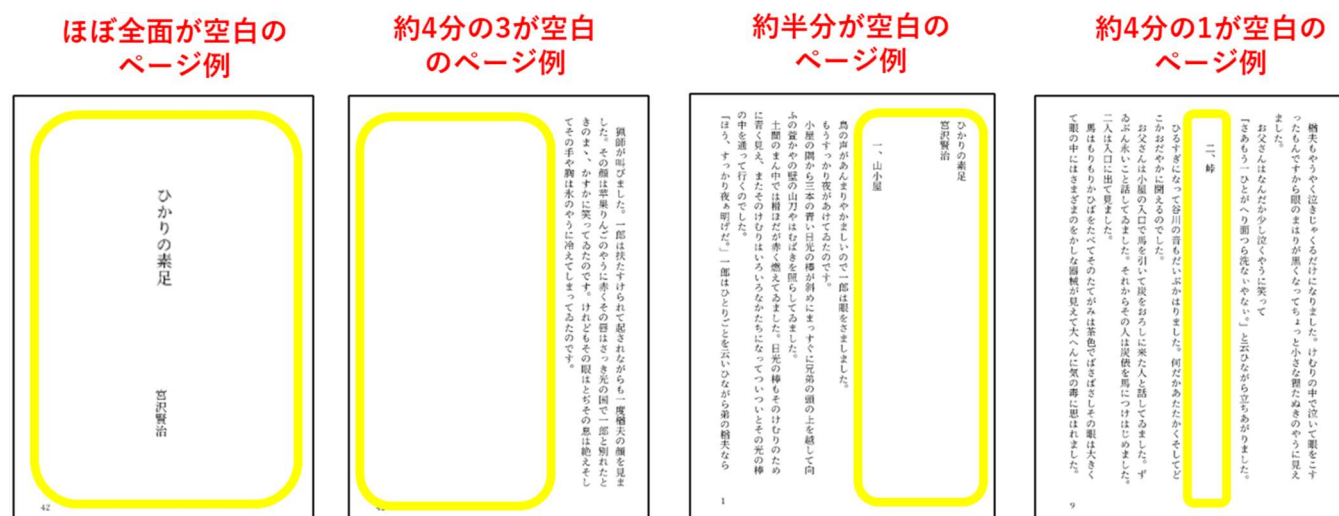 ほぼ全面が空白の
ページ例
約4分の3が空白
のページ例
約半分が空白の
ページ例
約4分の1が空白の
ページ例
ひかりの素足
宮沢賢治
42
猟師が叫びました。一郎は扶たすけられて起されながらも一度楢夫の顔を見ま
した。その顔は苹果りんごのやうに赤くその唇はさっき光の国で一郎と別れたと
きのまゝ、かすかに笑ってゐたのです。けれどもその眼はとぢその息は絶えそし
てその手や胸は氷のやうに冷えてしまってゐたのです。
ひかりの素足
宮沢賢治
一、山小屋
鳥の声があんまりやかましいので一郎は眼をさましました。
もうすっかり夜があけてゐたのです。
小屋の隅から三本の青い日光の棒が斜めにまっすぐに兄弟の頭の上を越して向
ふの萱かやの壁の山刀やはむばきを照らしてゐました。
土間のまん中では榾ほだが赤く燃えてゐました。日光の棒もそのけむりのため
に青く見え、またそのけむりはいろいろなかたちになってついついとその光の棒
の中を通って行くのでした。
「ほう、すっかり夜ぁ明げだ。」一郎はひとりごとを云いひながら弟の楢夫なら
1
楢夫もやうやく泣きじゃくるだけになりました。けむりの中で泣いて眼をこす
ったもんですから眼のまはりが黒くなってちょっと小さな狸たぬきのやうに見え
ました。
お父さんはなんだか少し泣くやうに笑って
「さあもう一ひとがへり面つら洗なぃやなぃ。」と云ひながら立ちあがりました。
二、峠
ひるすぎになって谷川の音もだいぶかはりました。何だかあたたかくそしてど
こかおだやかに聞えるのでした。
お父さんは小屋の入口で馬を引いて炭をおろしに来た人と話してゐました。ず
ゐぶん永いこと話してゐました。それからその人は炭俵を馬につけはじめました。
二人は入口に出て見ました。
馬はもりもりかひばをたべてそのたてがみは茶色でばさばさしその眼は大きく
て眼の中にはさまざまのをかしな器械が見えて大へんに気の毒に思はれました。
9